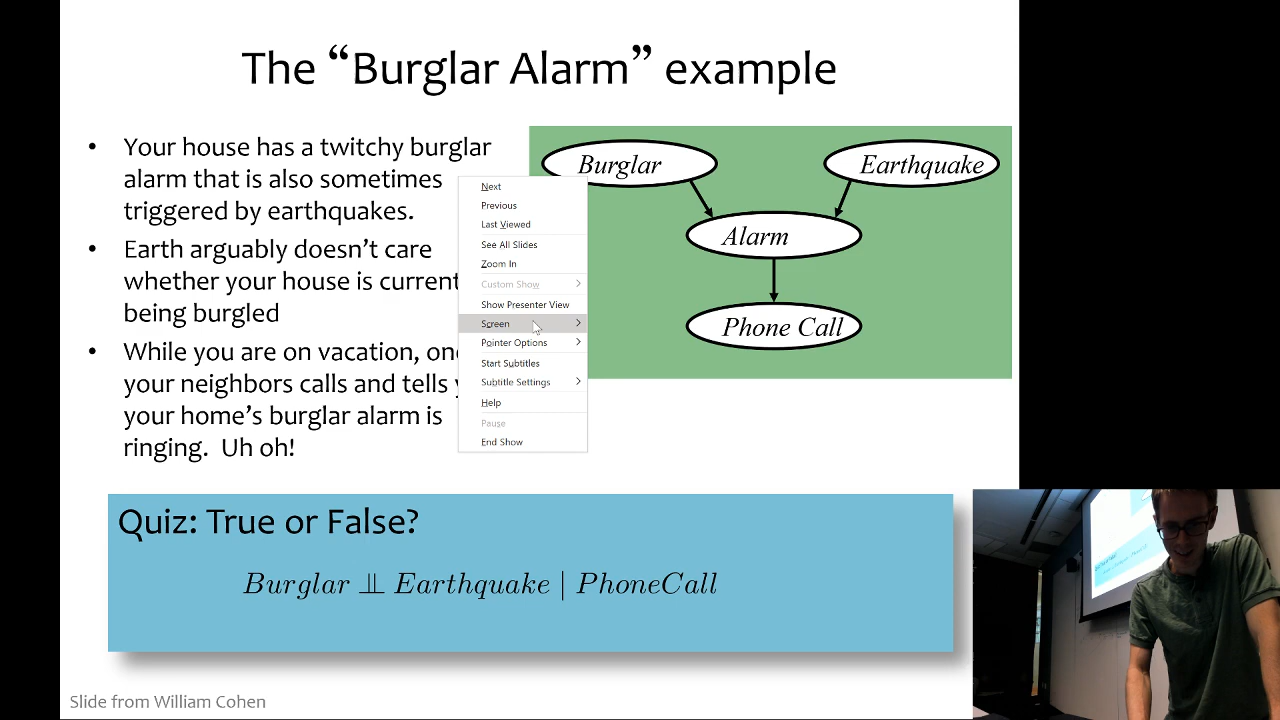 The “Burglar Alarm” example
• Your house has a twitchy burglar
alarm that is also sometimes
triggered by earthquakes.
• Earth arguably doesn’t care
whether your house is current
being burgled
• While you are on vacation, on
your neighbors calls and tells
your home’s burglar alarm is
ringing. Uh oh!
Burglar
Earthquake
Alarm
Phone Call
Next
Previous
Last Viewed
See All Slides
Zoom In
Custom Show
Show Presenter View
Screen
Pointer Options
Start Subtitles
Subtitle Settings
Help
Pause
End Show
Quiz: True or False?
Burglar ⫫ Earthquake | PhoneCall
Slide from William Cohen